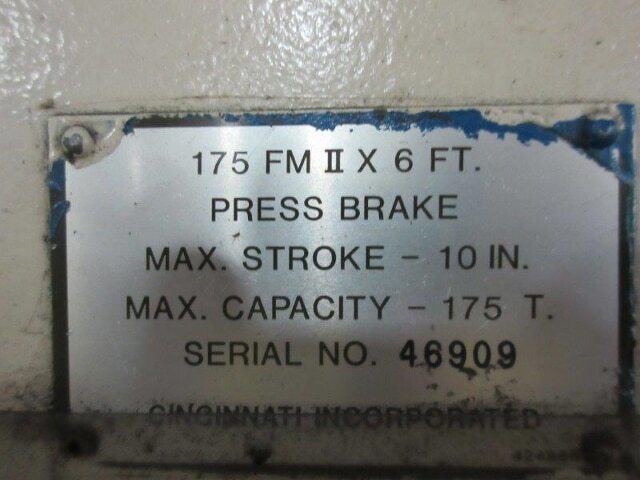 175 FM II X 6 FT.
PRESS BRAKE
MAX. STROKE - 10 IN.
MAX. CAPACITY - 175 T.
SERIAL NO. 46909
CINCINNATI INCORPORATED